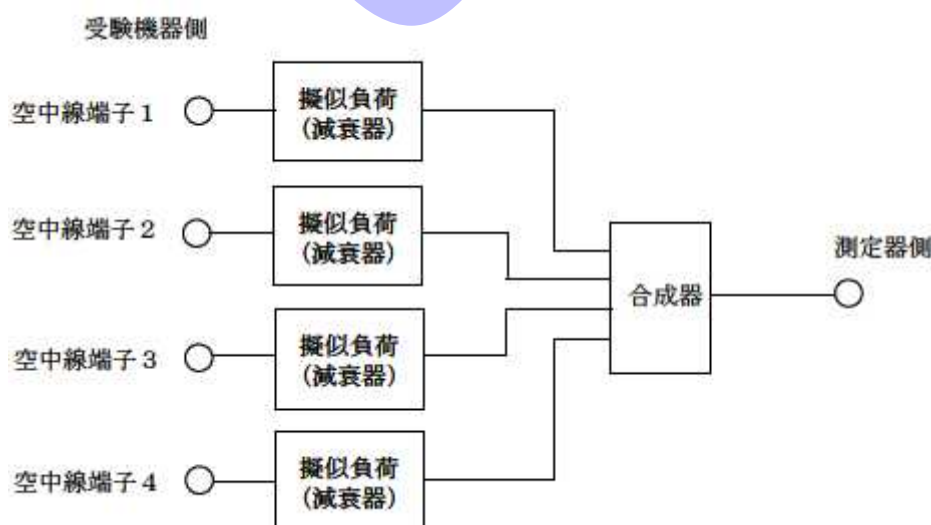 受験機器側
空中線端子1
擬似負荷
(減衰器)
空中線端子2
擬似負荷
(減衰器)
測定器側
合成器
空中線端子3
擬似負荷
(減衰器)
空中線端子4
擬似負荷
(減衰器)